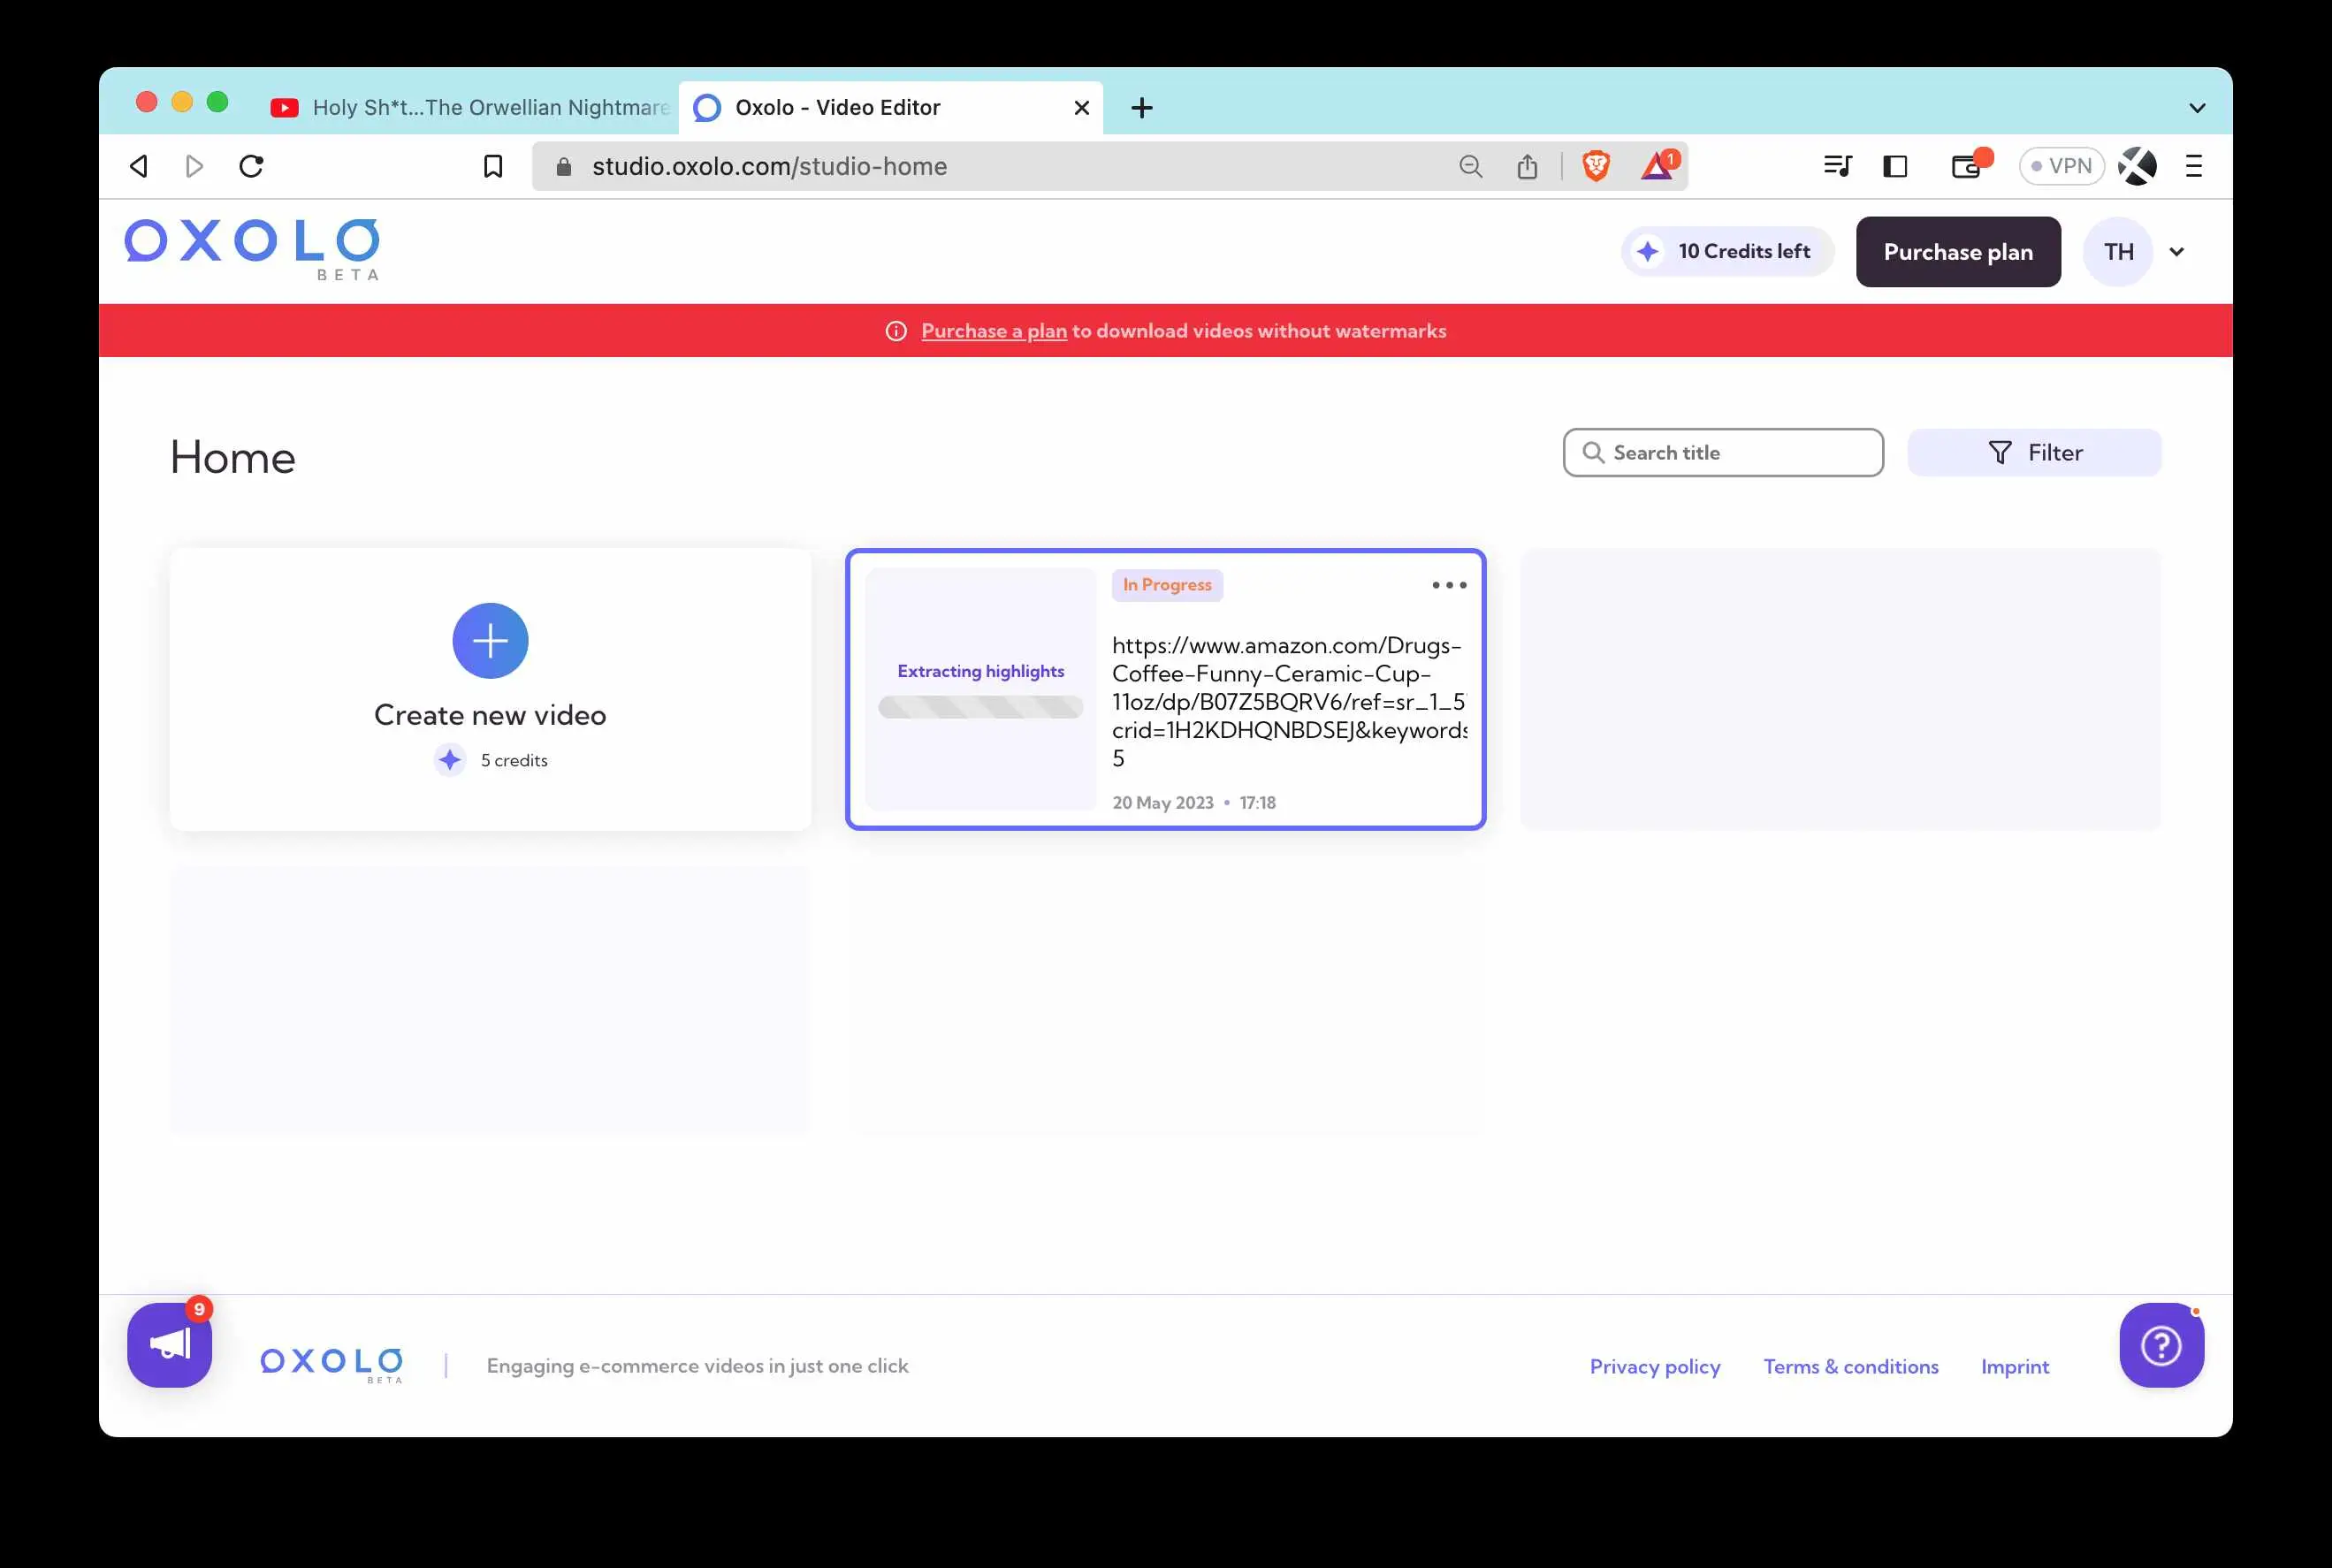 Holy Sh*t...The Orwellian Nightmare
Oxolo - Video Editor
studio.oxolo.com/studio-home
1
VPN
OXOLO
BETA
10 Credits left
Purchase plan
TH
Purchase a plan to download videos without watermarks
Home
Search title
Filter
Create new video
5 credits
In Progress
Extracting highlights
https://www.amazon.com/Drugs-
Coffee-Funny-Ceramic-Cup-
11oz/dp/B07Z5BQRV6/ref=sr_1_5
crid=1H2KDHQNBDSEJ&keywords
5
20 May 2023 • 17:18
9
OXOLO
BETA
Engaging e-commerce videos in just one click
Privacy policy
Terms & conditions
Imprint